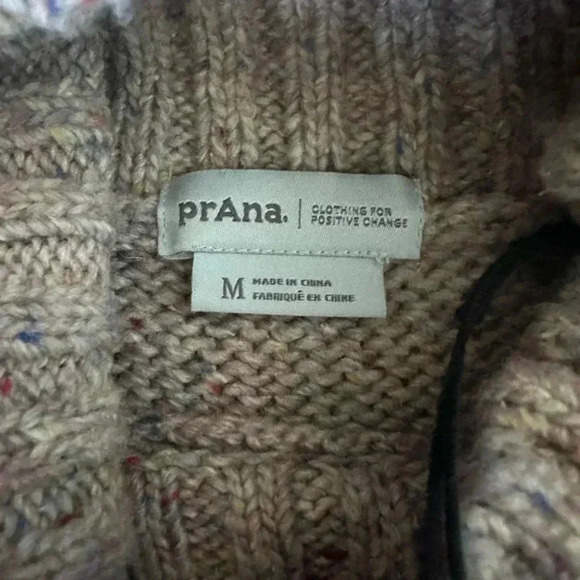 prAna.
CLOTHING FOR
POSITIVE CHANGE
M
MADE IN CHINA
FABRIQUÉ EN CHINE